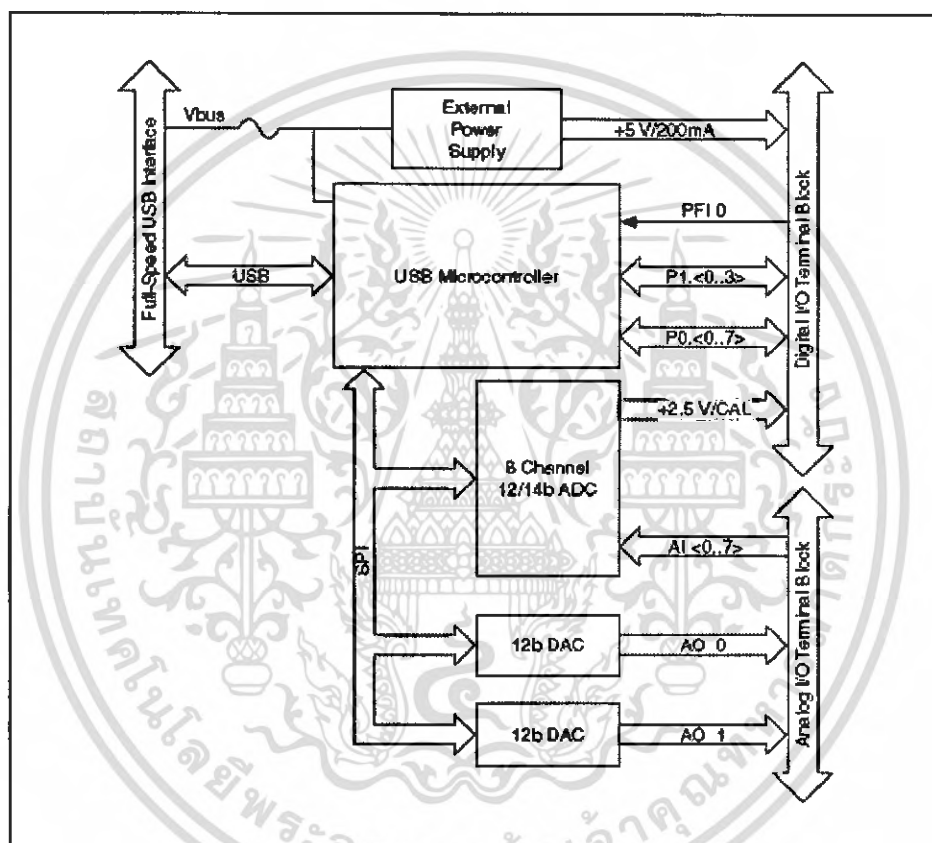 Vbus
External
Power
Supply
+5 V/200mA
Full-Speed USB Interface
USB
USB Microcontroller
PFI 0
P1.<0..3>
P0.<0..7>
Digital I/O Terminal Block
+2.5 V/CAL
8 Channel
12/14b ADC
SPI
AI <0..7>
12b DAC
AO 0
12b DAC
AO 1
Analog I/O Terminal Block